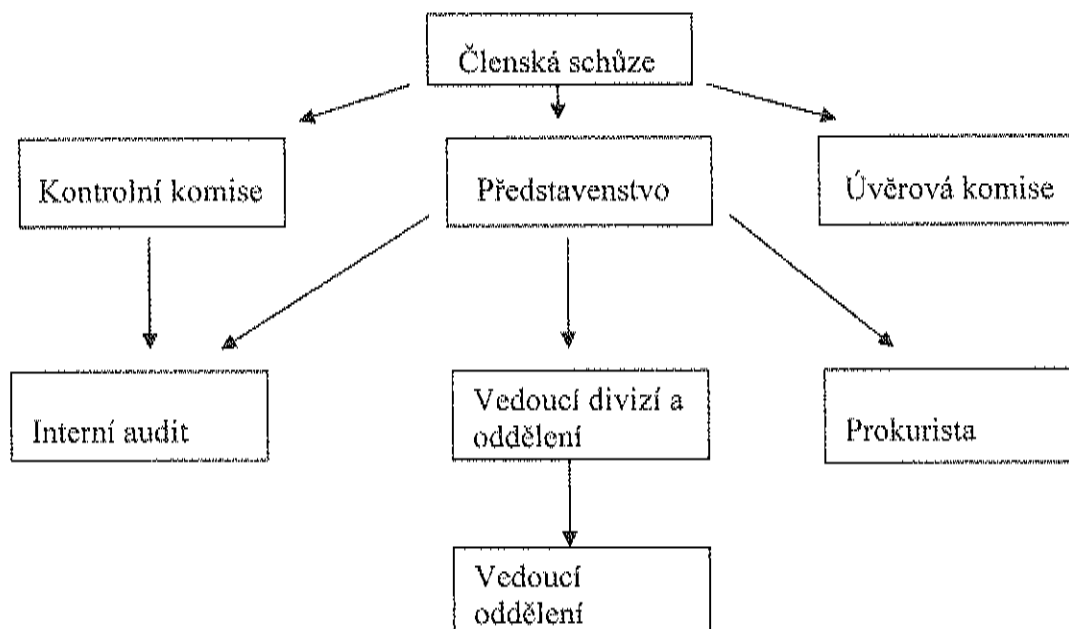 Členská schůze
Kontrolní komise
Představenstvo
Úvěrová komise
Interní audit
Vedoucí divizí a
oddělení
Prokurista
Vedoucí
oddělení